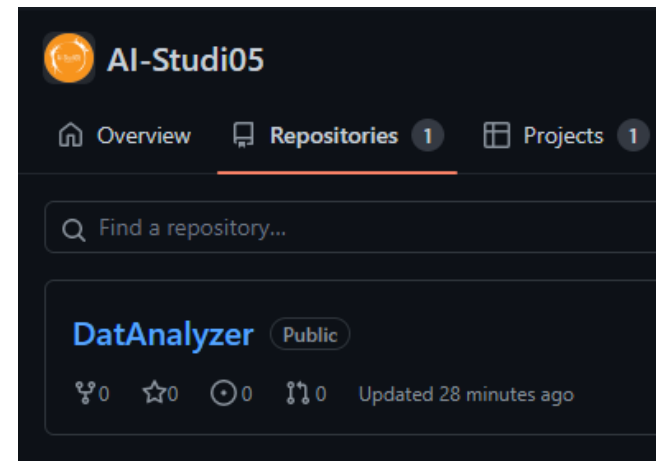 AI-Studi05
Overview Repositories 1 Projects 1
Find a repository...
DatAnalyzer Public
0 0 0 0 Updated 28 minutes ago